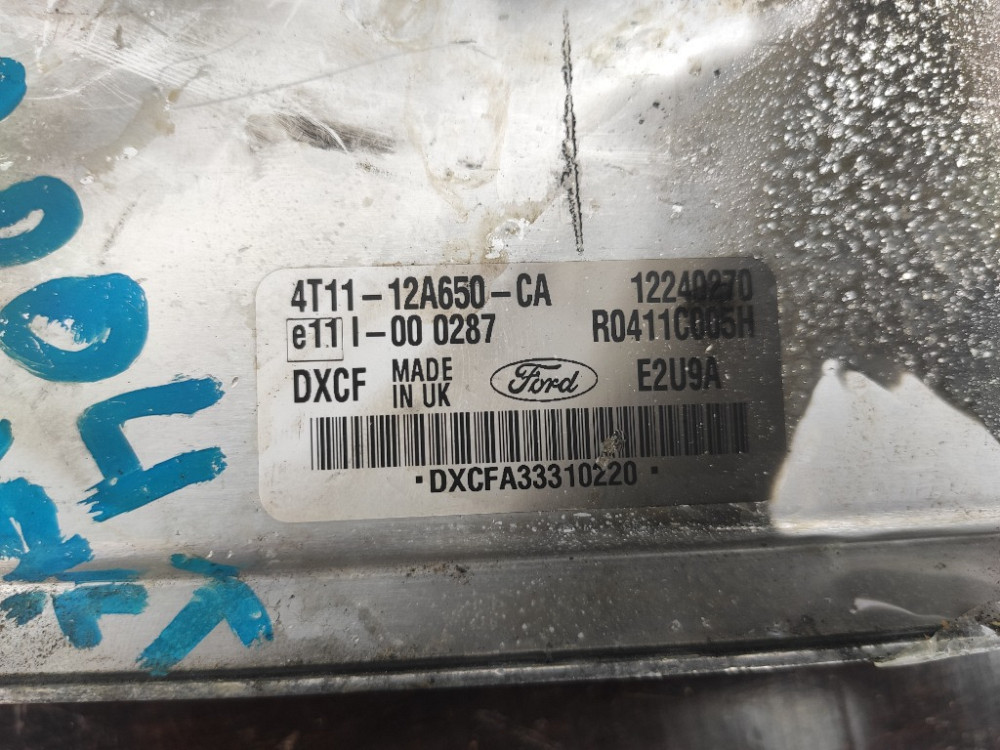 4T11-12A650-CA 12240270
e11 I-00 0287 R0411C005H
DXCF MADE IN UK Ford E2U9A
·DXCFA33310220·